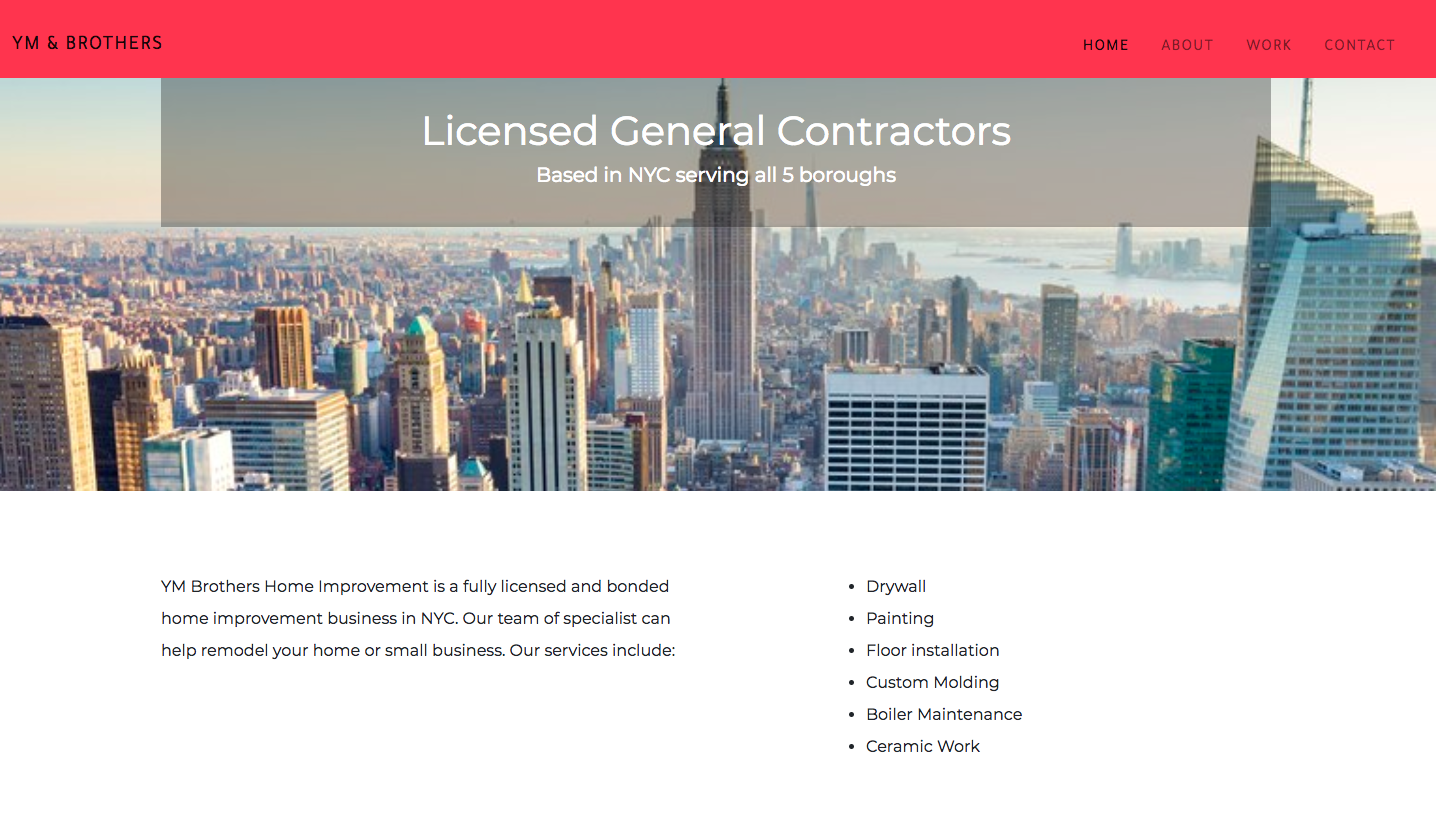 YM & BROTHERS
HOME ABOUT WORK CONTACT
Licensed General Contractors
Based in NYC serving all 5 boroughs
YM Brothers Home Improvement is a fully licensed and bonded
home improvement business in NYC. Our team of specialist can
help remodel your home or small business. Our services include:
Drywall
Painting
Floor installation
Custom Molding
Boiler Maintenance
Ceramic Work